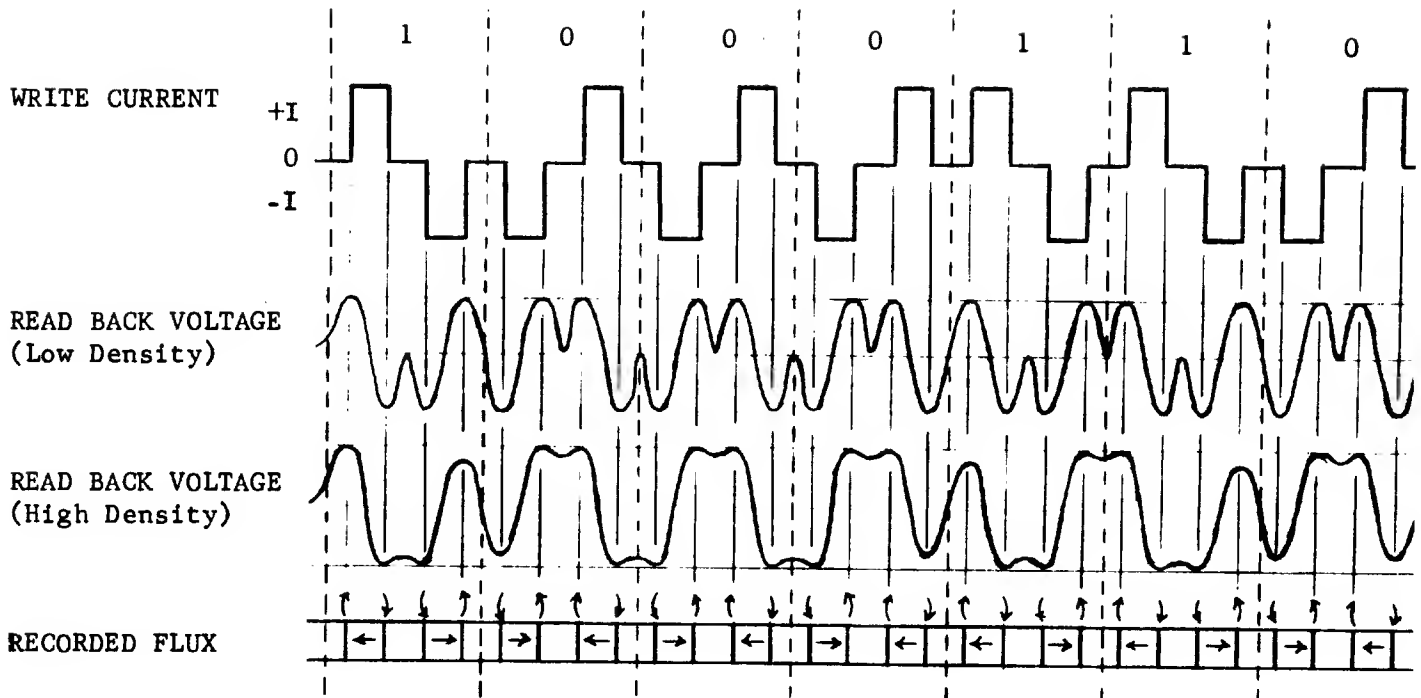 1 0 0 0 1 1 0
WRITE CURRENT
+I
0
-I
READ BACK VOLTAGE
(Low Density)
READ BACK VOLTAGE
(High Density)
RECORDED FLUX